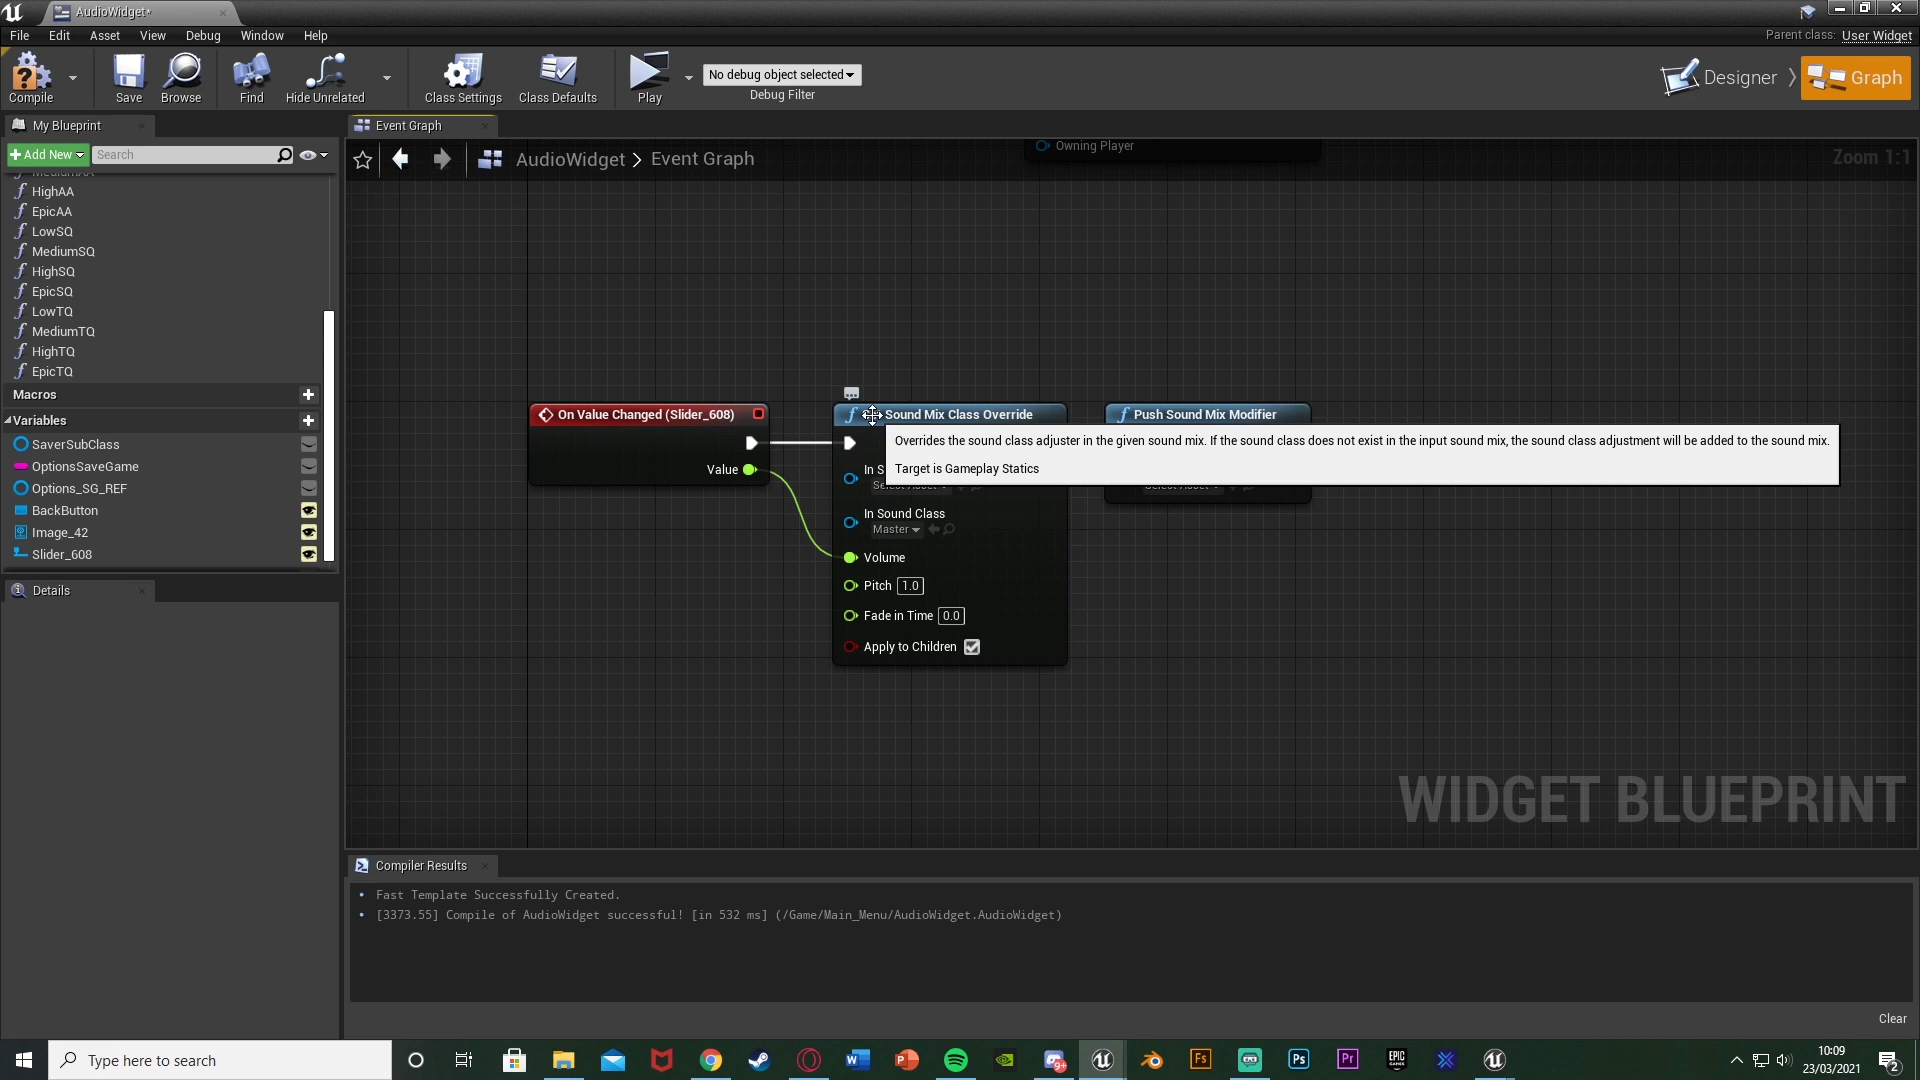 AudioWidget*
File Edit Asset View Debug Window Help
Parent class: User Widget
Compile
Save
Browse
Find
Hide Unrelated
Class Settings
Class Defaults
Play
No debug object selected
Debug Filter
Designer
Graph
My Blueprint
Add New
Search
MediumAA
HighAA
EpicAA
LowSQ
MediumSQ
HighSQ
EpicSQ
LowTQ
MediumTQ
HighTQ
EpicTQ
Macros
Variables
SaverSubClass
OptionsSaveGame
Options_SG_REF
BackButton
Image_42
Slider_608
Details
Event Graph
AudioWidget > Event Graph
Zoom 1:1
Owning Player
On Value Changed (Slider_608)
Value
Sound Mix Class Override
In S
Select Asset
In Sound Class
Master
Volume
Pitch 1.0
Fade in Time 0.0
Apply to Children
Push Sound Mix Modifier
Select Asset
Overrides the sound class adjuster in the given sound mix. If the sound class does not exist in the input sound mix, the sound class adjustment will be added to the sound mix.
Target is Gameplay Statics
WIDGET BLUEPRINT
Compiler Results
• Fast Template Successfully Created.
• [3373.55] Compile of AudioWidget successful! [in 532 ms] (/Game/Main_Menu/AudioWidget.AudioWidget)
Clear
Type here to search
10:09
23/03/2021